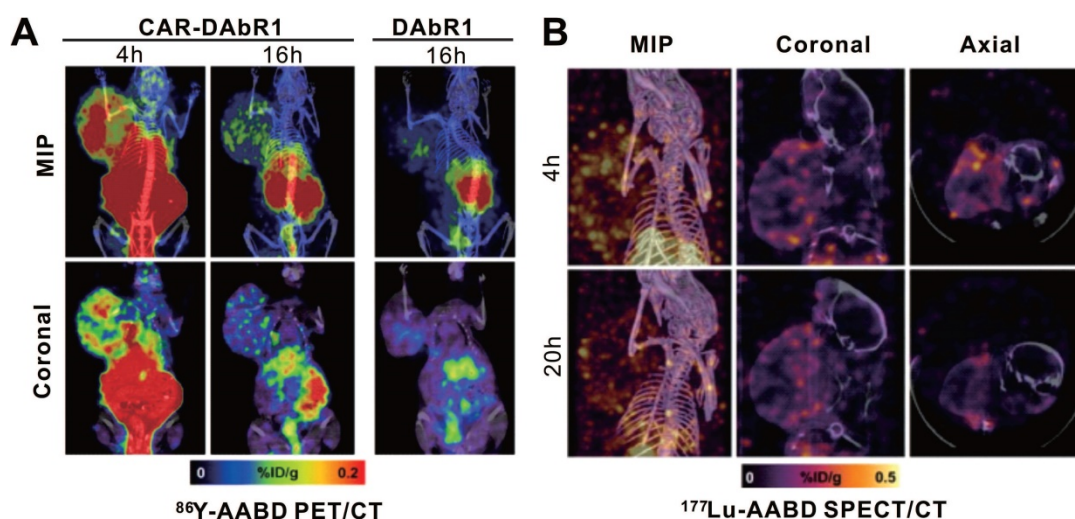 A
CAR-DAbR1
DAbR1
4h
16h
16h
MIP
Coronal
0
%ID/g
0.2
⁸⁶Y-AABD PET/CT
B
MIP
Coronal
Axial
4h
20h
0
%ID/g
0.5
¹⁷⁷Lu-AABD SPECT/CT